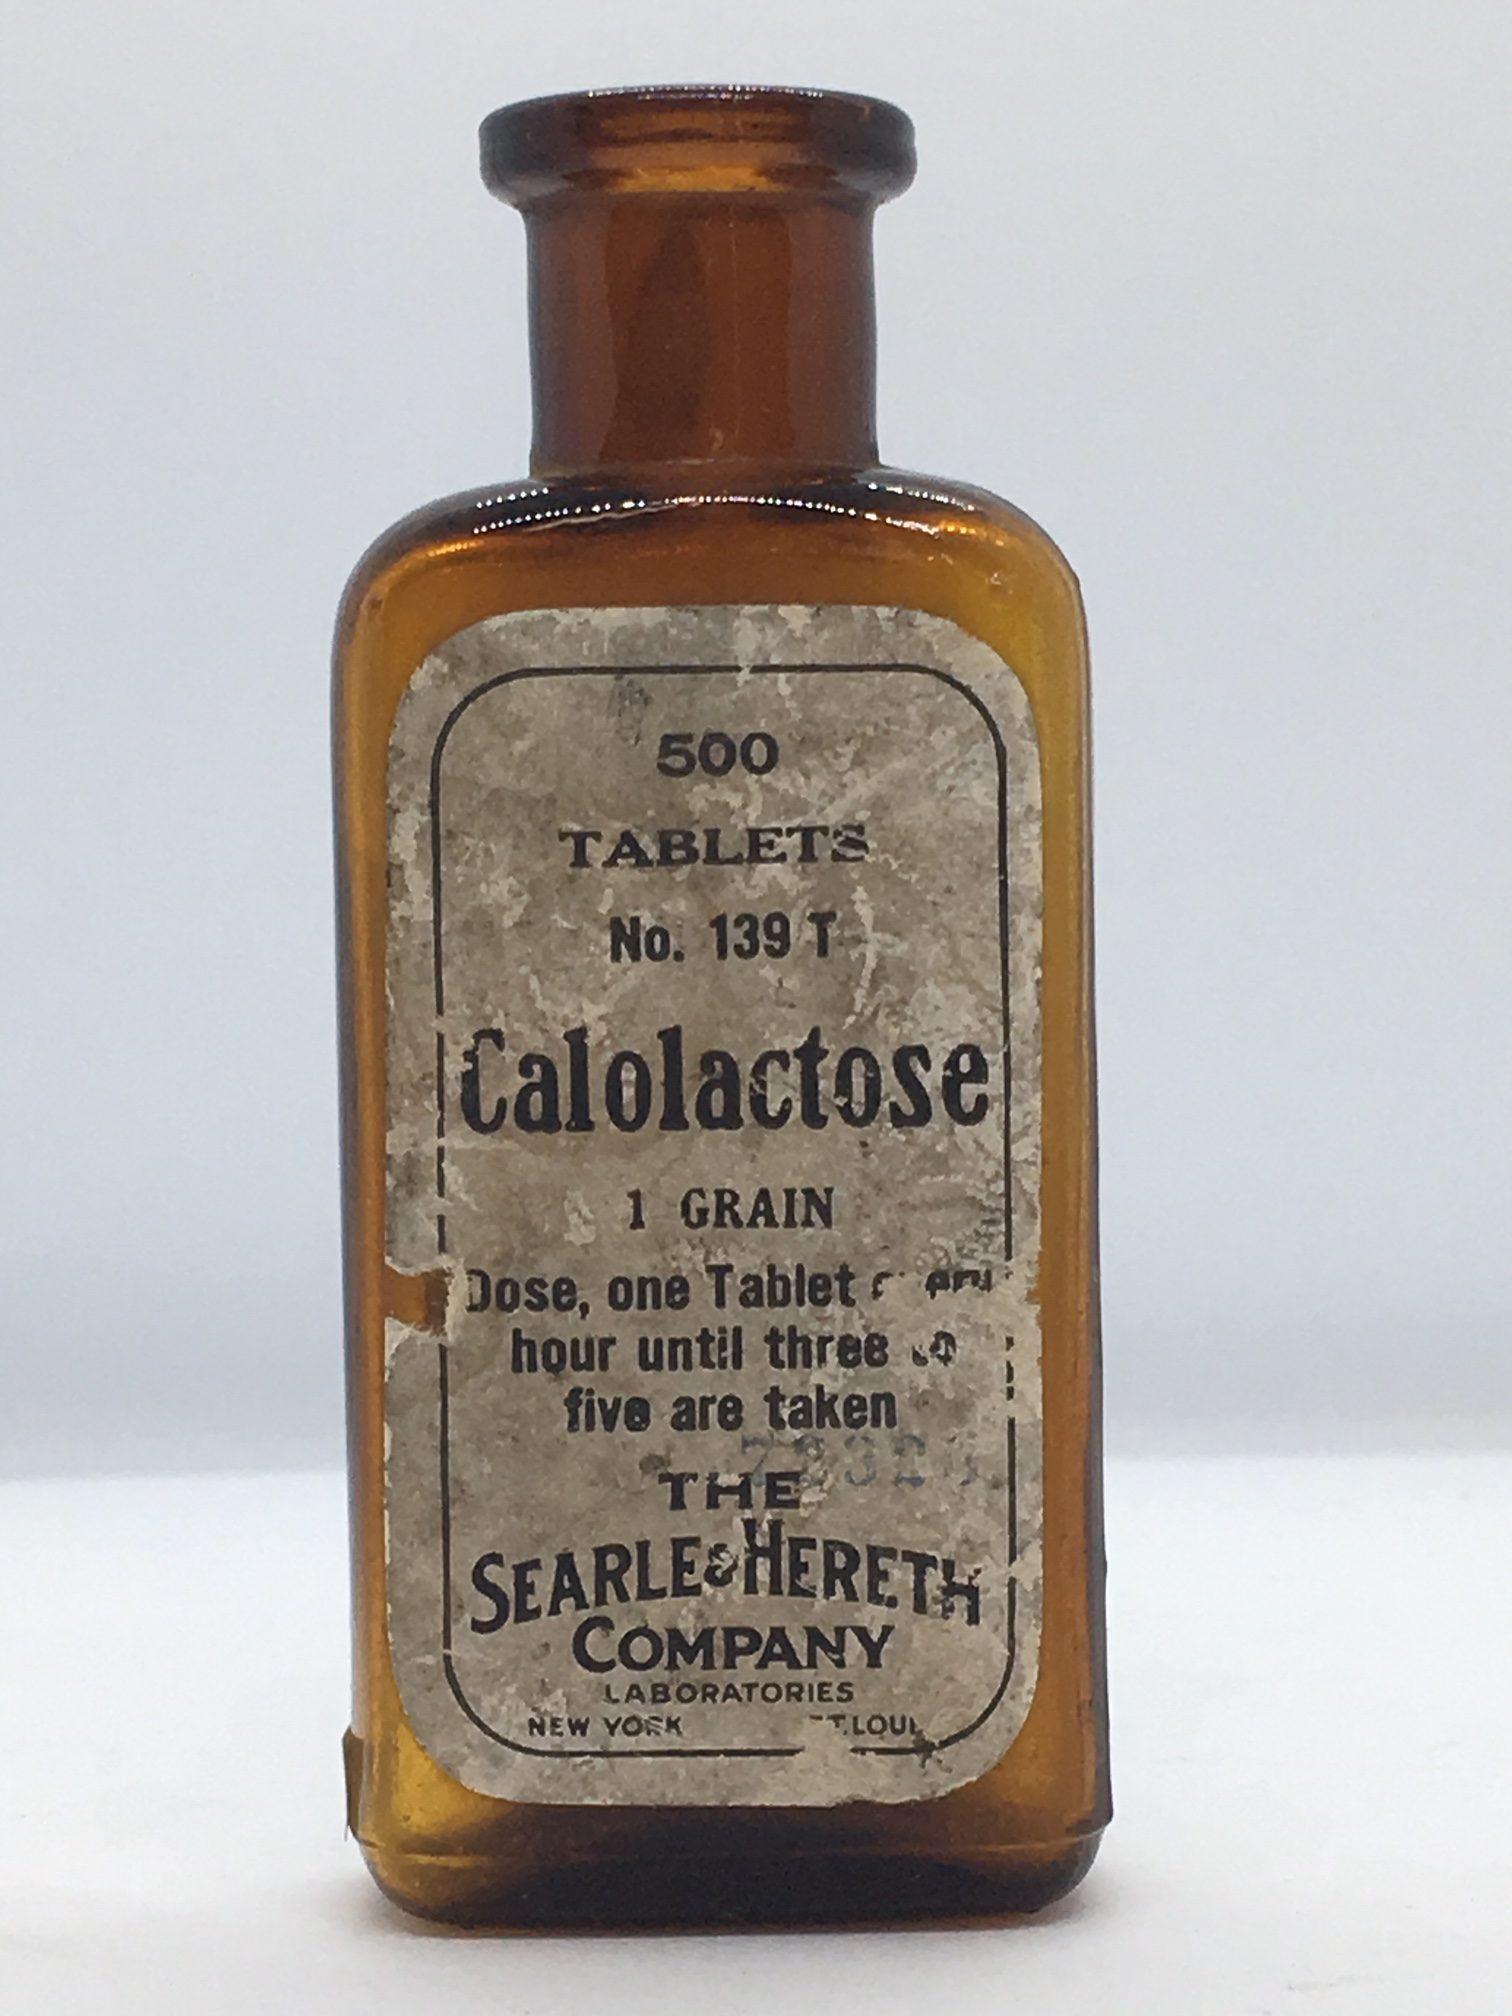 500
TABLETS
No. 139 T
Calolactose
1 GRAIN
Dose, one Tablet
hour until three to
five are taken
THE
SEARLE & HERETH
COMPANY
LABORATORIES
NEW YORK